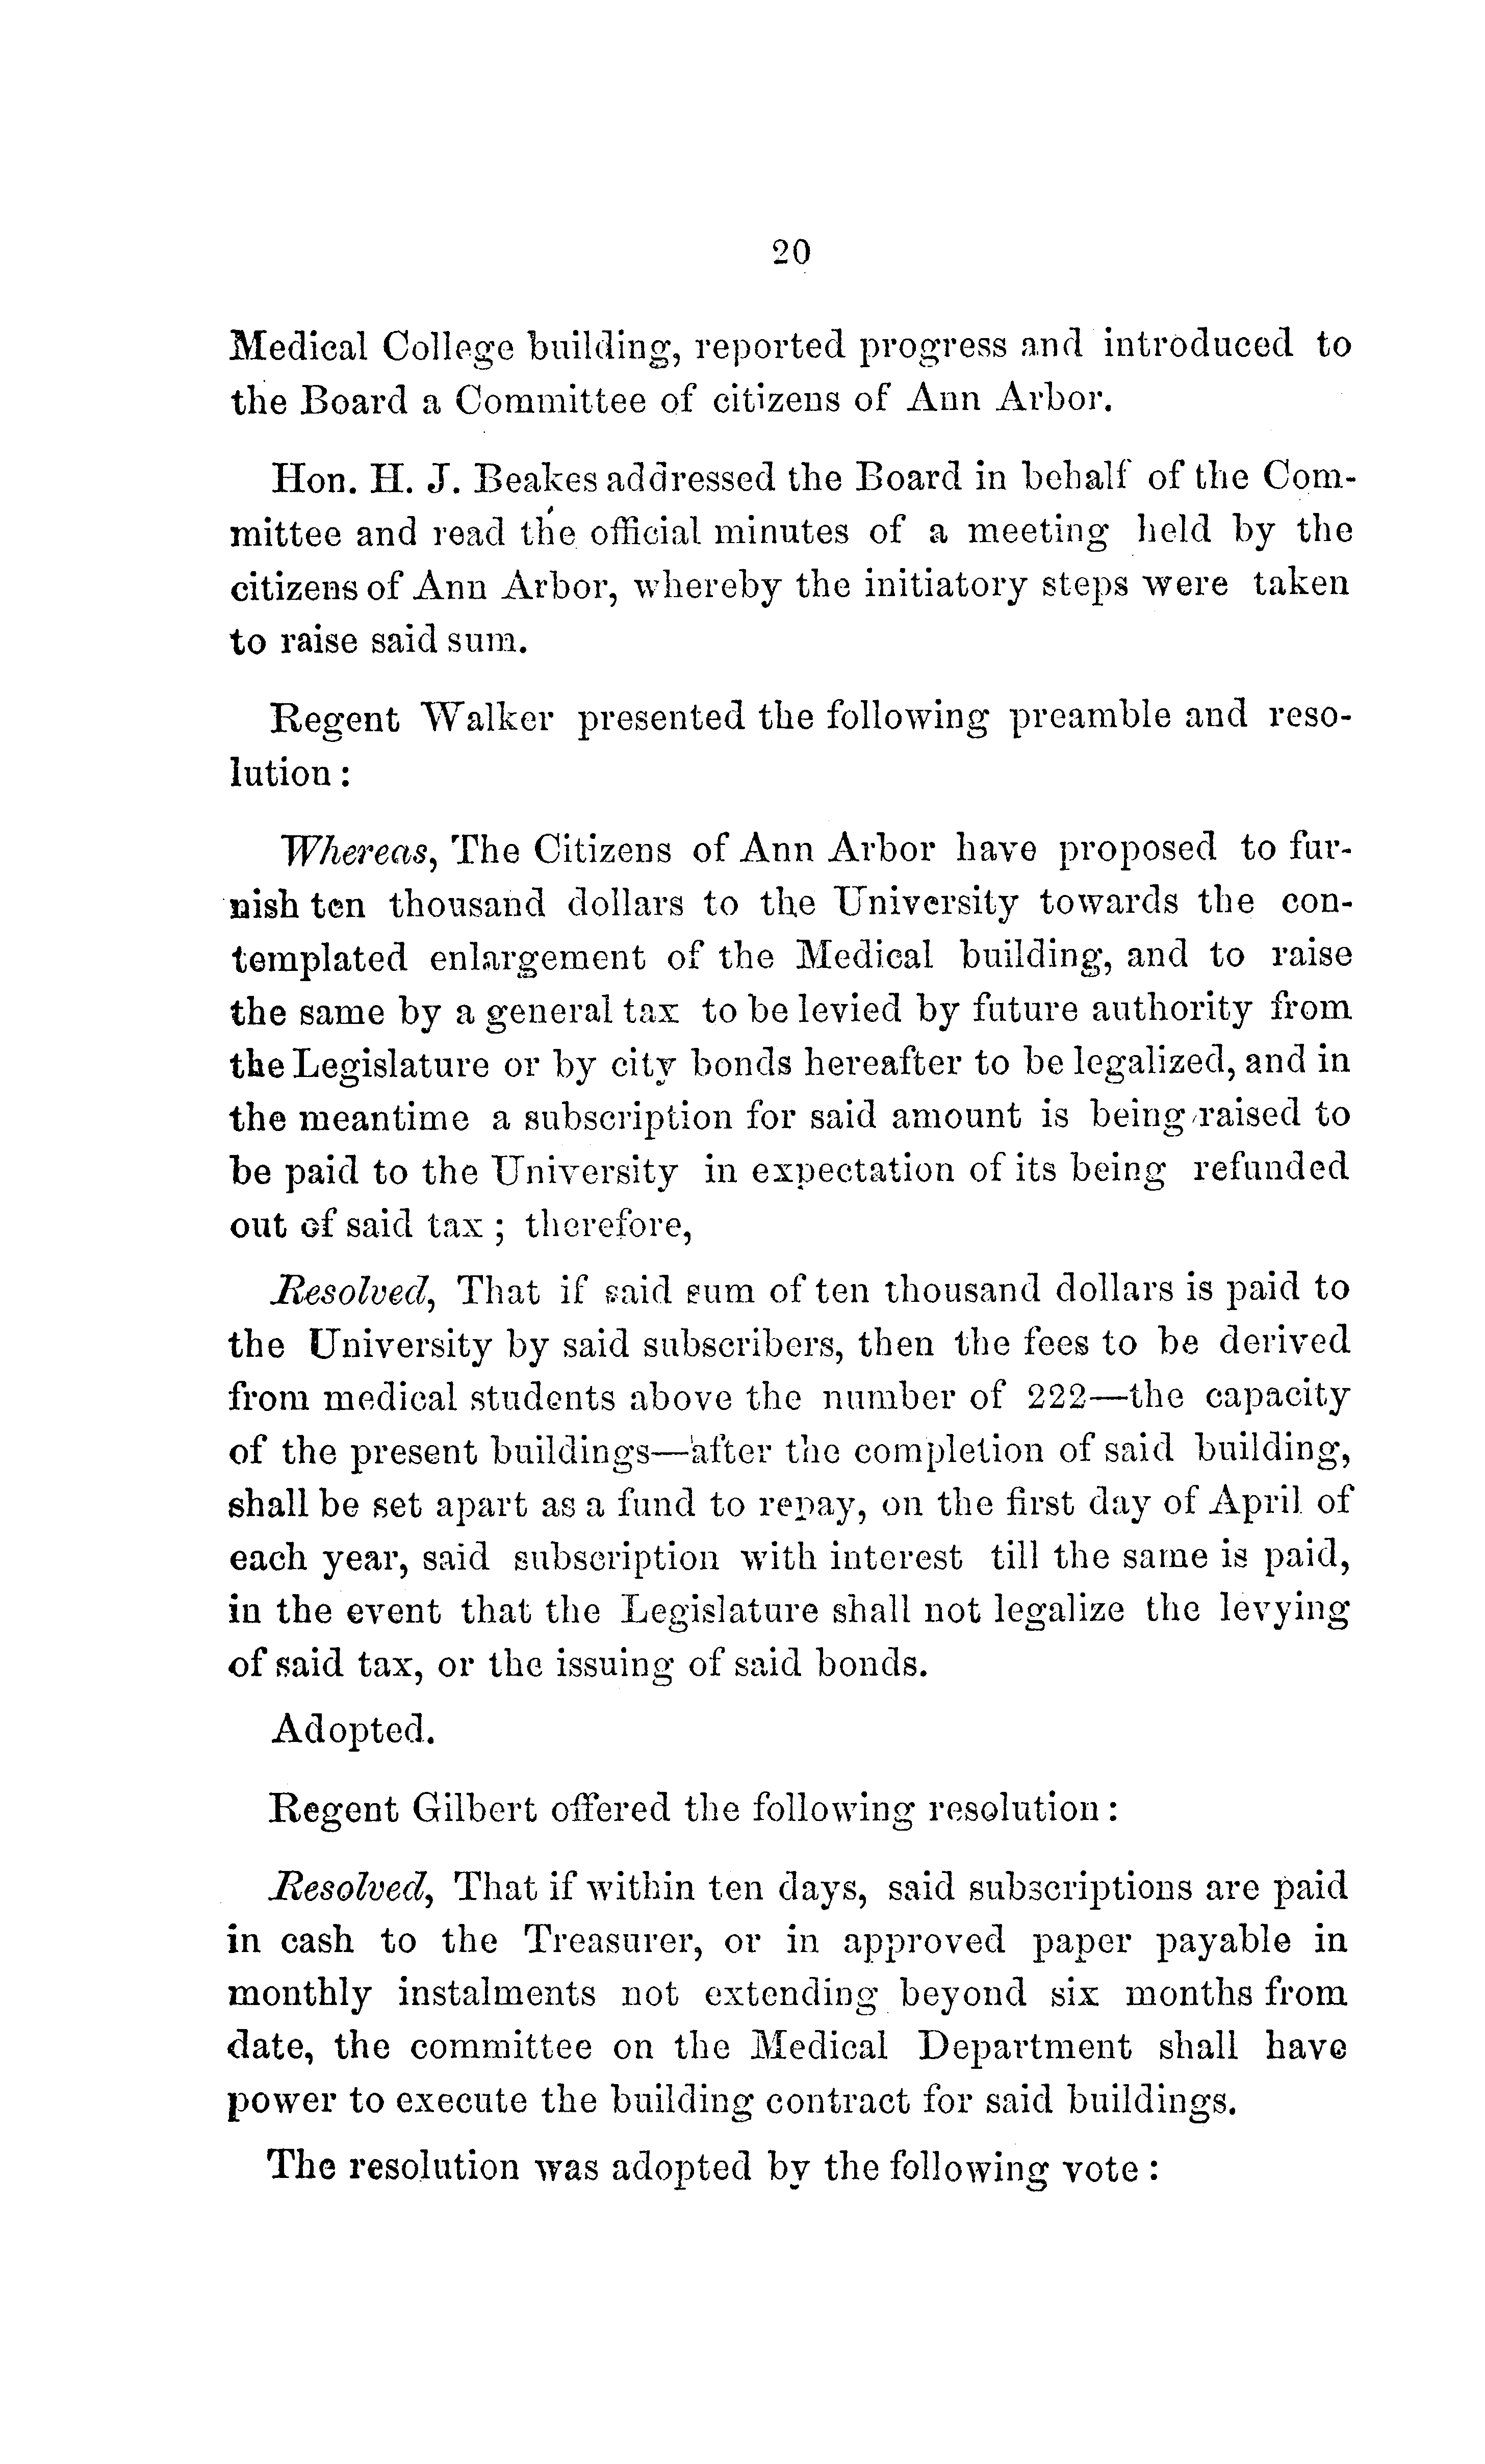 20
Medical College building, reported progress and introduced to
the Board a Committee of citizens of Ann Arbor.
Hon. H. J. Beakes addressed the Board in behalf of the Com-
mittee and read the official minutes of a meeting held by the
citizens of Ann Arbor, whereby the initiatory steps were taken
to raise said sum.
Regent Walker presented the following preamble and reso-
lution :
Whereas, The Citizens of Ann Arbor have proposed to fur-
nish ten thousand dollars to the University towards the con-
templated enlargement of the Medical building, and to raise
the same by a general tax to be levied by future authority from
the Legislature or by city bonds hereafter to be legalized, and in
the meantime a subscription for said amount is being raised to
be paid to the University in expectation of its being refunded
out of said tax ; therefore,
Resolved, That if said sum of ten thousand dollars is paid to
the University by said subscribers, then the fees to be derived
from medical students above the number of 222—the capacity
of the present buildings—after the completion of said building,
shall be set apart as a fund to repay, on the first day of April of
each year, said subscription with interest till the same is paid,
in the event that the Legislature shall not legalize the levying
of said tax, or the issuing of said bonds.
Adopted.
Regent Gilbert offered the following resolution :
Resolved, That if within ten days, said subscriptions are paid
in cash to the Treasurer, or in approved paper payable in
monthly instalments not extending beyond six months from
date, the committee on the Medical Department shall have
power to execute the building contract for said buildings.
The resolution was adopted by the following vote :